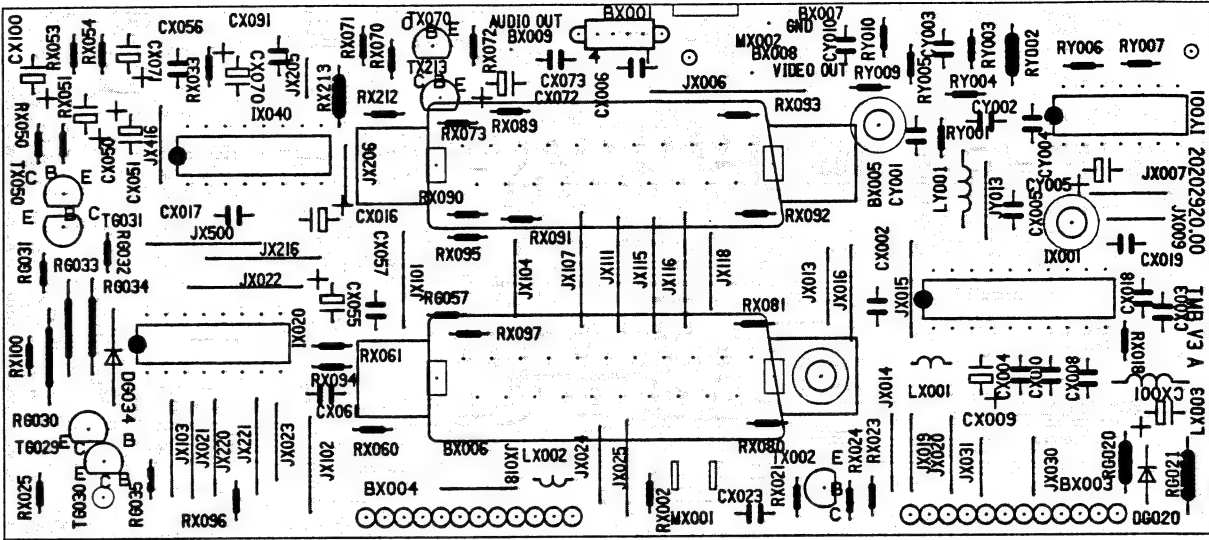 CX100
RX053
RX054
CX071
CX056
RX033
CX091
CX070
JX205
RX213
RX071
RX070
C
TX070
E
RX072
AUDIO OUT
BX009
BX001
4
CX073
CX072
CX006
BX007
GND
MX002
BX008
VIDEO OUT
CY010
RY010
RY009
RY005
CY003
RY003
RY002
RY004
RY006
RY007
JX006
RX093
TX213
C
E
RX212
RX073
RX089
IX040
RX051
RX050
CX050
CX051
JX416
JX206
BX090
BX005
CY001
RY001
CY002
CY004
LY001
JY013
CX005
CY005
JX007
JX009
20202920.00
TX050
C
B
E
E
B
C
TG031
CX017
CX016
JX500
JX216
JX022
RG032
RG033
RG034
RX095
RX091
RX092
CX057
JX101
JX104
JX107
JX111
JX115
JX116
JX118
JX013
JX016
CX002
JX015
IX001
CX019
CX018
CX003
TMB V3 A
RG057
CX055
IX020
RX097
RX081
RX061
RX094
CX061
RX100
DG034
RG030
TG029
E
C
B
E
C
B
TG030
RG035
RX025
RX096
JX103
JX021
JX220
JX221
JX023
JX102
RX060
BX006
BX004
JX018
LX002
JX024
JX025
RX002
MX001
CX023
RX080
TX002
E
B
C
RX021
RX024
RX023
JX014
LX001
CX004
CX010
CX008
CX009
RX018
CX001
LX003
JX019
JX020
JX031
JX030
BX003
RG020
RG021
DG020